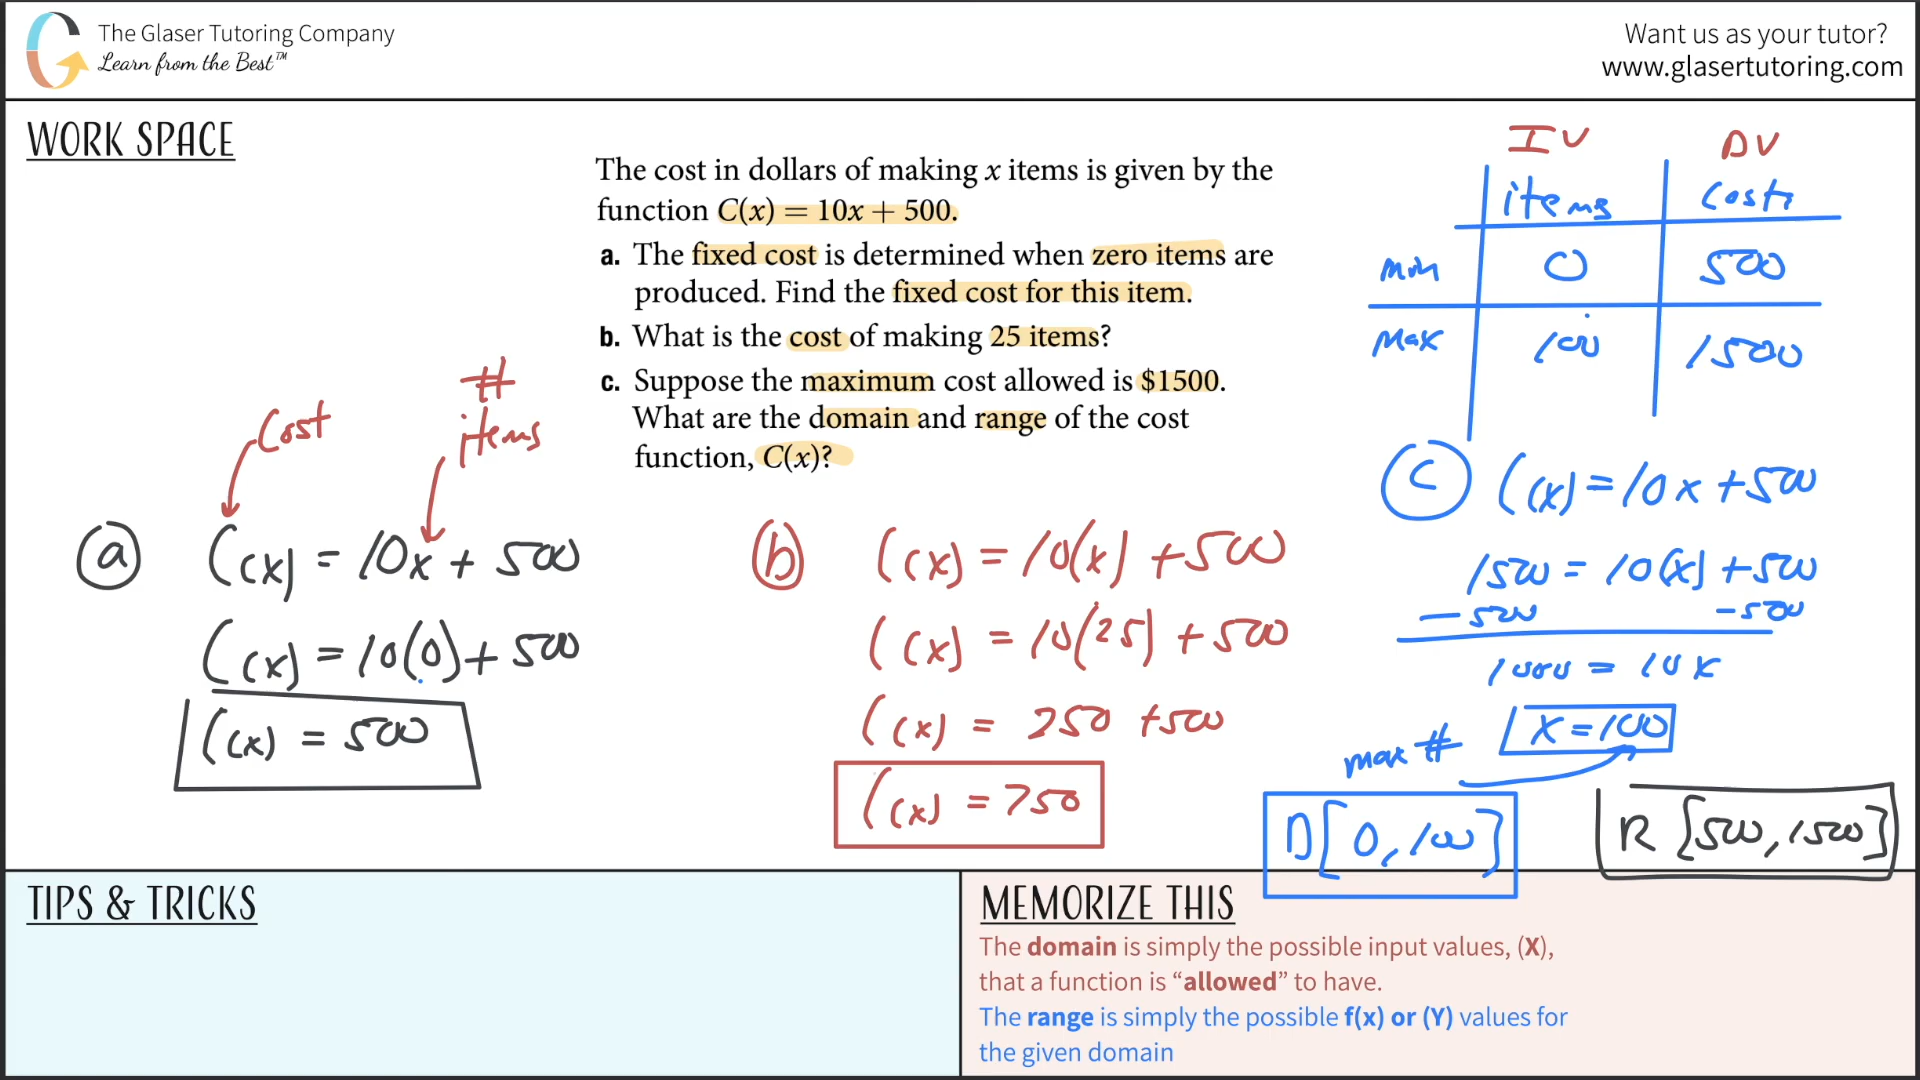 The Glaser Tutoring Company
Learn from the Best™
Want us as your tutor?
www.glasertutoring.com
WORK SPACE
The cost in dollars of making x items is given by the
function C(x) = 10x + 500.
a. The fixed cost is determined when zero items are
produced. Find the fixed cost for this item.
b. What is the cost of making 25 items?
c. Suppose the maximum cost allowed is $1500.
What are the domain and range of the cost
function, C(x)?
IV DV
items cost
min 0 500
max 100 1500
Cost
#
items
a C(x) = 10x + 500
C(x) = 10(0) + 500
C(x) = 500
b C(x) = 10(x) + 500
C(x) = 10(25) + 500
C(x) = 250 + 500
C(x) = 750
C C(x) = 10x + 500
1500 = 10(x) + 500
- 500 - 500
1000 = 10x
max # x = 100
D [0, 100]
R [500, 1500]
TIPS & TRICKS
MEMORIZE THIS
The domain is simply the possible input values, (X),
that a function is “allowed” to have.
The range is simply the possible f(x) or (Y) values for
the given domain